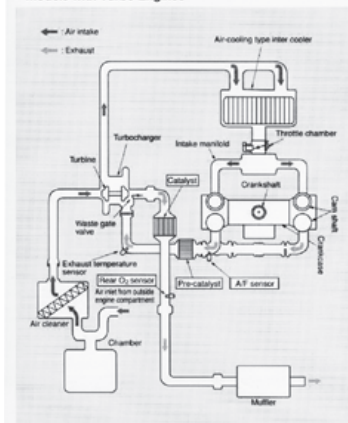 : Air intake
: Exhaust
Air-cooling type inter cooler
Turbocharger
Intake manifold
Throttle chamber
Turbine
Catalyst
Crankshaft
Cam shaft
Waste gate
valve
Crankcase
Exhaust temperature
sensor
Rear O₂ sensor
Pre-catalyst
A/F sensor
Air inlet from outside
engine compartment
Air cleaner
Chamber
Muffler